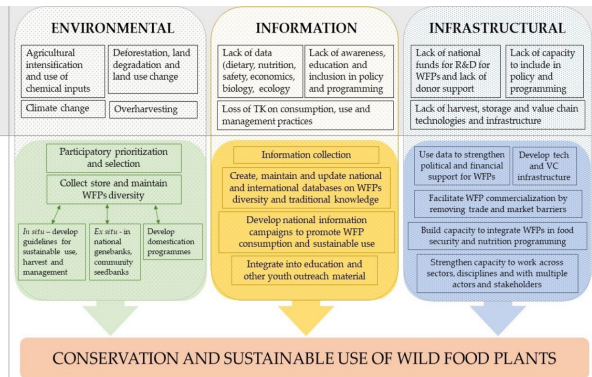 ENVIRONMENTAL
Agricultural
intensification
and use of
chemical inputs
Deforestation, land
degradation and
land use change
Climate change
Overharvesting
Participatory prioritization
and selection
Collect store and maintain
WFPs diversity
In situ – develop
guidelines for
sustainable use,
harvest and
management
Ex situ - in
national
genebanks,
community
seedbanks
Develop
domestication
programmes
INFORMATION
Lack of data
(dietary, nutrition,
safety, economics,
biology, ecology
Lack of awareness,
education and
inclusion in policy
and programming
Loss of TK on consumption, use and
management practices
Information collection
Create, maintain and update national
and international databases on WFPs
diversity and traditional knowledge
Develop national information
campaigns to promote WFP
consumption and sustainable use
Integrate into education and
other youth outreach material
INFRASTRUCTURAL
Lack of national
funds for R&D for
WFPs and lack of
donor support
Lack of capacity
to include in
policy and
programming
Lack of harvest, storage and value chain
technologies and infrastructure
Use data to strengthen
political and financial
support for WFPs
Develop tech
and VC
infrastructure
Facilitate WFP commercialization by
removing trade and market barriers
Build capacity to integrate WFPs in food
security and nutrition programming
Strengthen capacity to work across
sectors, disciplines and with multiple
actors and stakeholders
CONSERVATION AND SUSTAINABLE USE OF WILD FOOD PLANTS